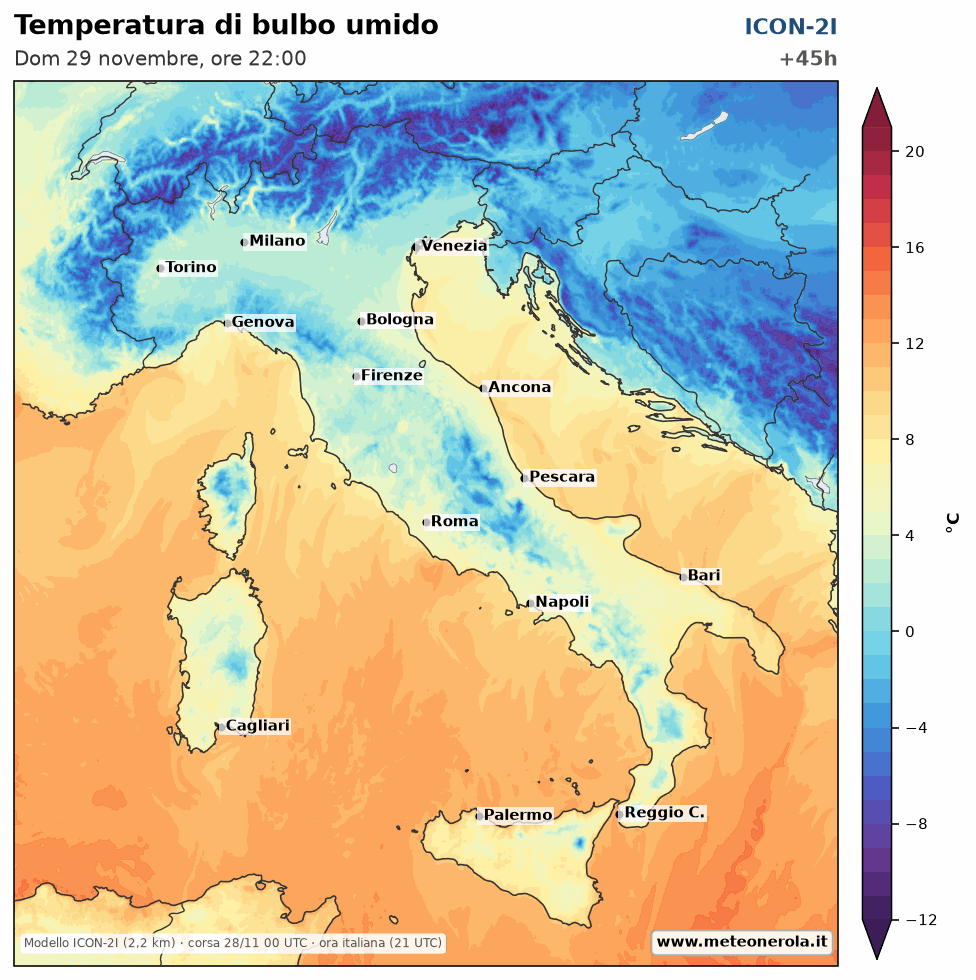 Temperatura di bulbo umido
ICON-2I
Dom 29 novembre, ore 22:00
+45h
Milano
Venezia
Torino
Genova
Bologna
Firenze
Ancona
Pescara
Roma
Bari
Napoli
Cagliari
Palermo
Reggio C.
20
16
12
8
4
0
−4
−8
−12
°C
Modello ICON-2I (2,2 km) · corsa 28/11 00 UTC · ora italiana (21 UTC)
www.meteonerola.it